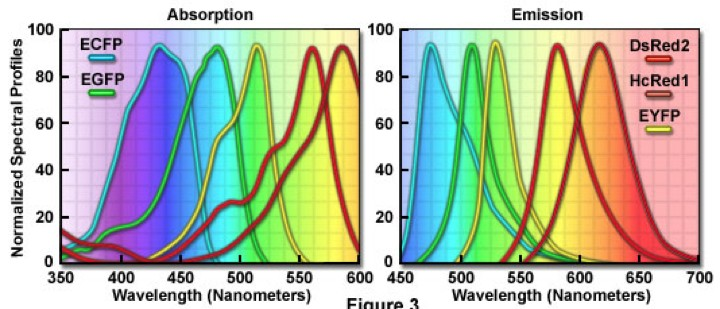 Absorption
Normalized Spectral Profiles
100
80
60
40
20
0
ECFP
EGFP
350 400 450 500 550 600
Wavelength (Nanometers)
Emission
100
80
60
40
20
0
DsRed2
HcRed1
EYFP
450 500 550 600 650 700
Wavelength (Nanometers)
Figure 3